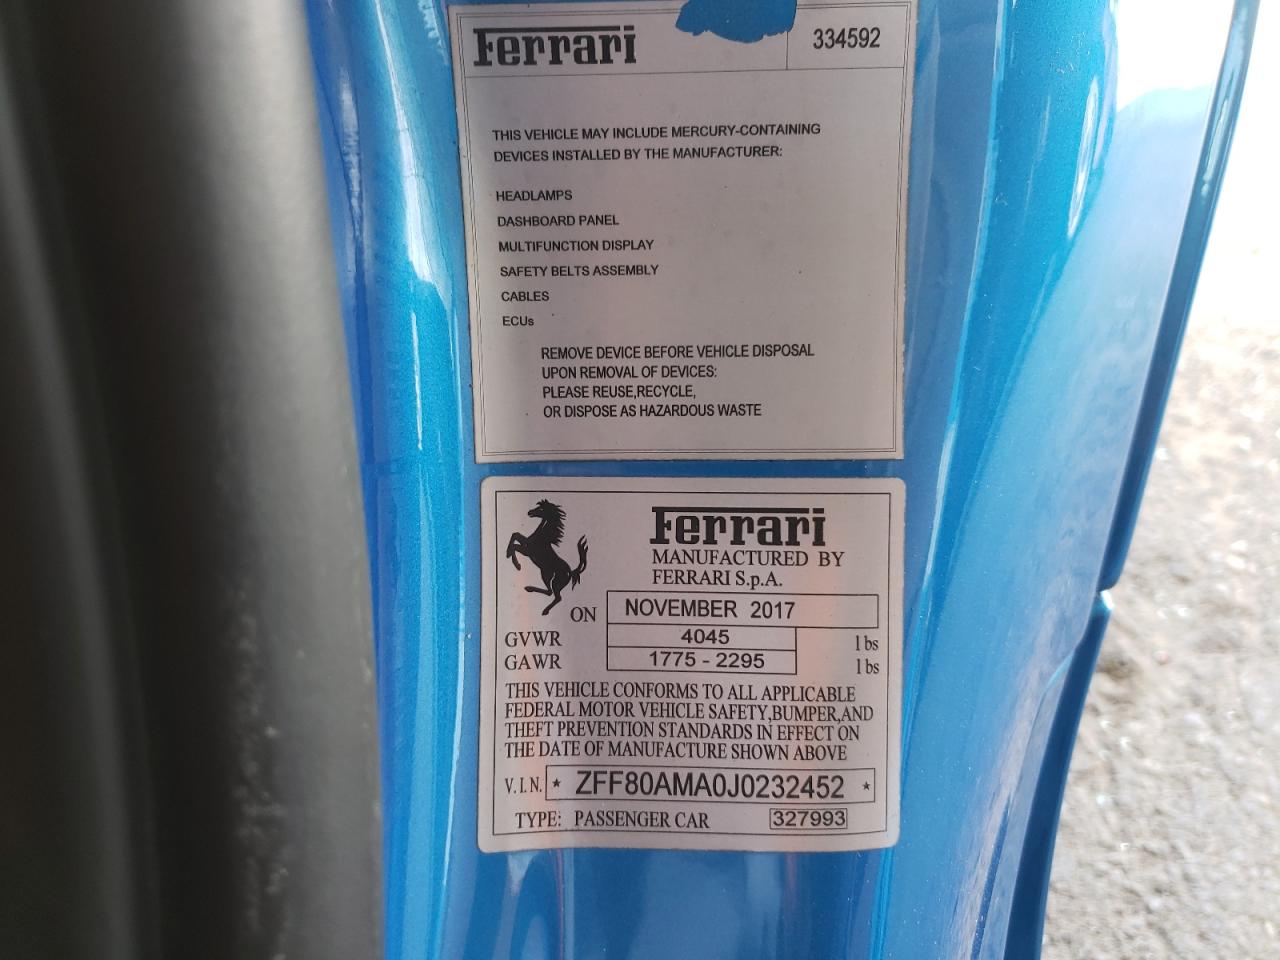 Ferrari 334592
THIS VEHICLE MAY INCLUDE MERCURY-CONTAINING
DEVICES INSTALLED BY THE MANUFACTURER:
HEADLAMPS
DASHBOARD PANEL
MULTIFUNCTION DISPLAY
SAFETY BELTS ASSEMBLY
CABLES
ECUs
REMOVE DEVICE BEFORE VEHICLE DISPOSAL
UPON REMOVAL OF DEVICES:
PLEASE REUSE,RECYCLE,
OR DISPOSE AS HAZARDOUS WASTE
Ferrari
MANUFACTURED BY
FERRARI S.p.A.
ON NOVEMBER 2017
GVWR 4045 lbs
GAWR 1775 - 2295 lbs
THIS VEHICLE CONFORMS TO ALL APPLICABLE
FEDERAL MOTOR VEHICLE SAFETY,BUMPER,AND
THEFT PREVENTION STANDARDS IN EFFECT ON
THE DATE OF MANUFACTURE SHOWN ABOVE
V.I.N. * ZFF80AMA0J0232452 *
TYPE: PASSENGER CAR 327993